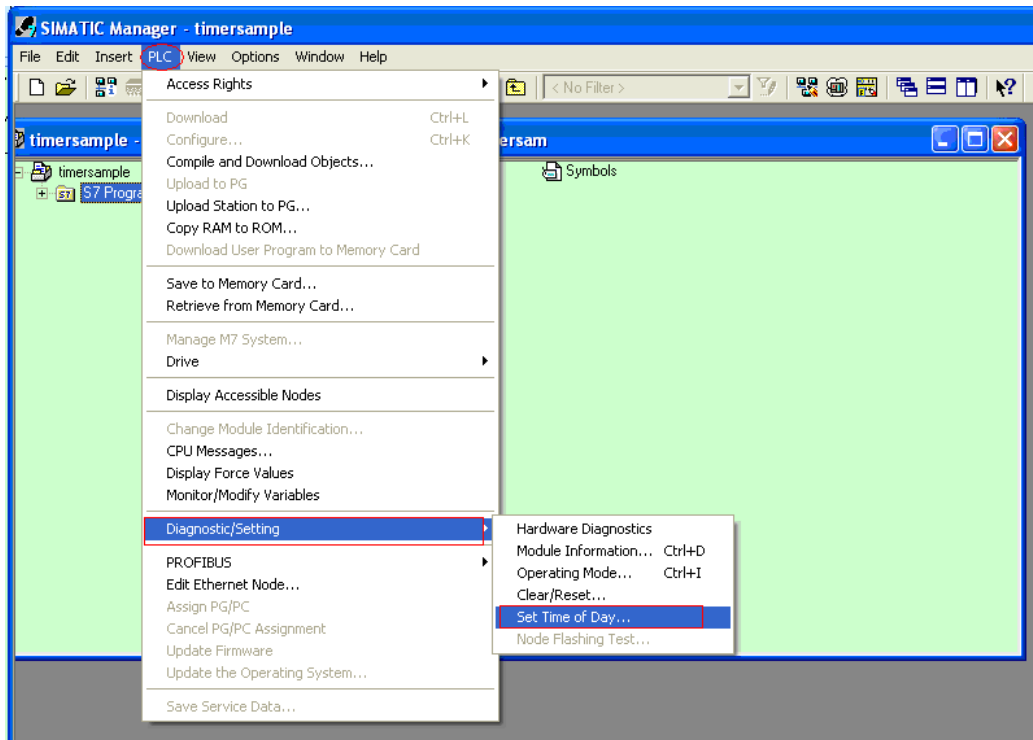 SIMATIC Manager - timersample
File Edit Insert PLC View Options Window Help
< No Filter >
timersample -
ersam
timersample
S7 Progra
Symbols
Access Rights
Download Ctrl+L
Configure... Ctrl+K
Compile and Download Objects...
Upload to PG
Upload Station to PG...
Copy RAM to ROM...
Download User Program to Memory Card
Save to Memory Card...
Retrieve from Memory Card...
Manage M7 System...
Drive
Display Accessible Nodes
Change Module Identification...
CPU Messages...
Display Force Values
Monitor/Modify Variables
Diagnostic/Setting
PROFIBUS
Edit Ethernet Node...
Assign PG/PC
Cancel PG/PC Assignment
Update Firmware
Update the Operating System...
Save Service Data...
Hardware Diagnostics
Module Information... Ctrl+D
Operating Mode... Ctrl+I
Clear/Reset...
Set Time of Day...
Node Flashing Test...